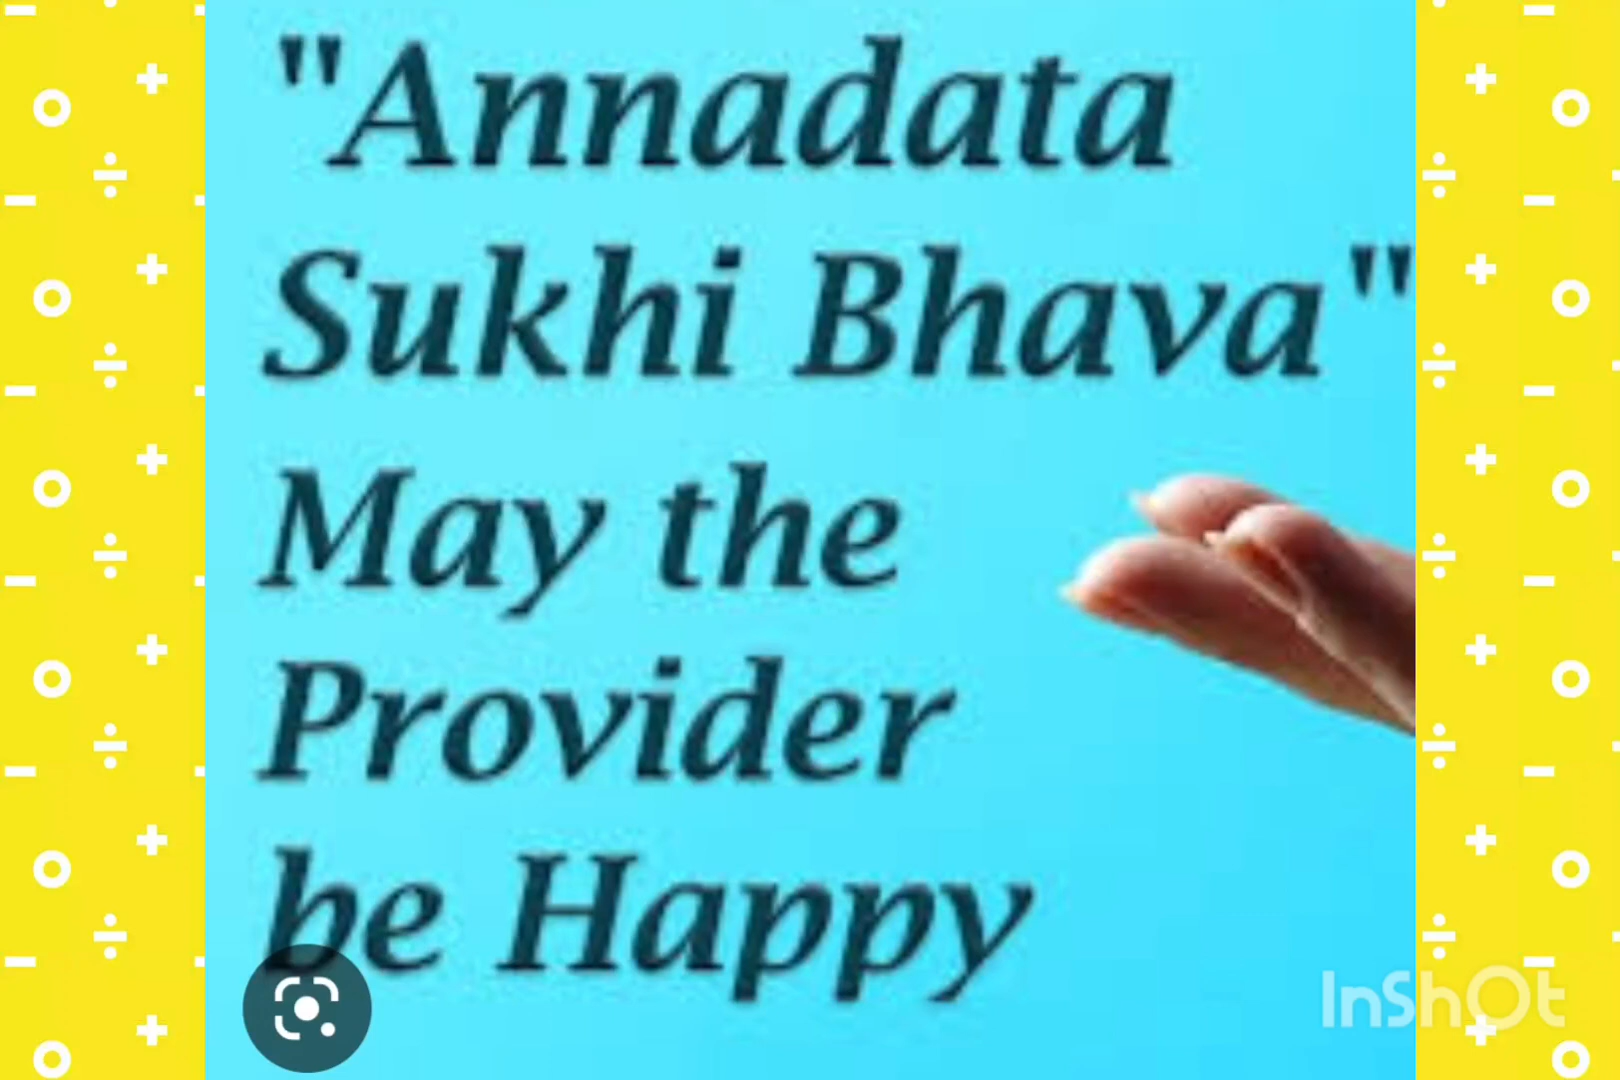 "Annadata
Sukhi Bhava"
May the
Provider
be Happy
InShOt